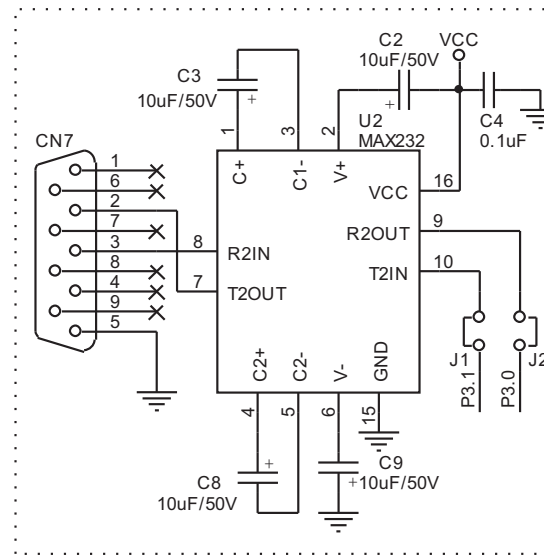 C3
10uF/50V
+
C2
10uF/50V
+
VCC
U2
MAX232
C4
0.1uF
CN7
1
6
2
7
3
8
4
9
5
1
3
2
C+
C1-
V+
VCC
16
R2OUT
9
T2IN
10
8
R2IN
7
T2OUT
C2+
C2-
V-
GND
4
5
6
15
J1
J2
P3.1
P3.0
C8
10uF/50V
+
C9
+10uF/50V